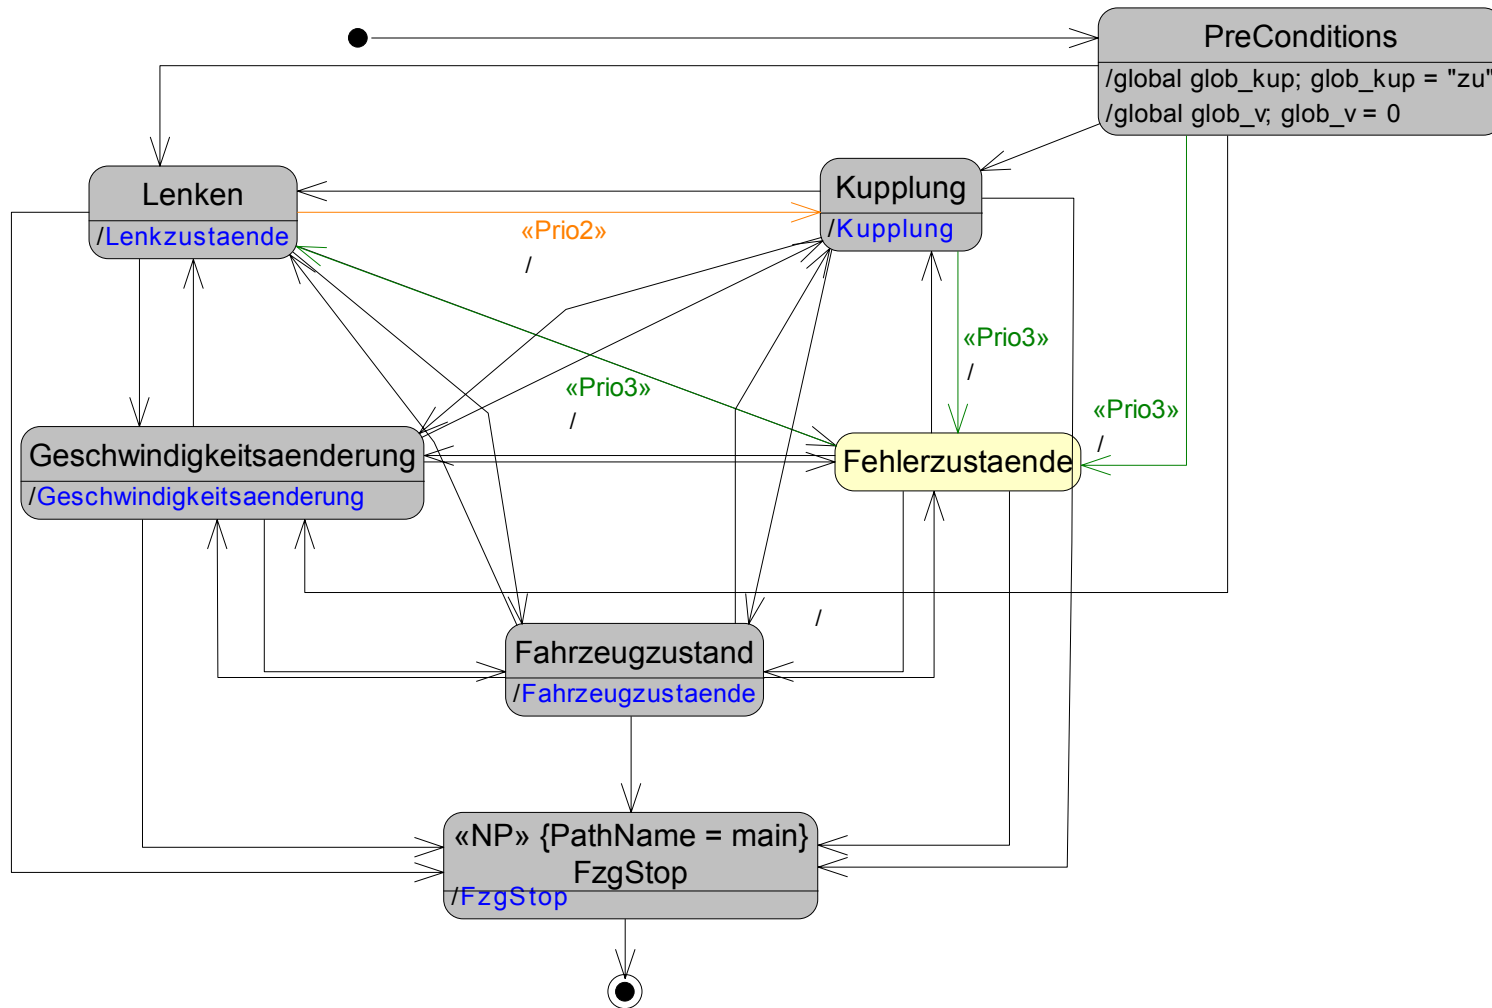 PreConditions
/global glob_kup; glob_kup = "zu"
/global glob_v; glob_v = 0
Lenken
/Lenkzustaende
Kupplung
/Kupplung
«Prio2»
/
«Prio3»
/
«Prio3»
/
«Prio3»
/
Geschwindigkeitsaenderung
/Geschwindigkeitsaenderung
Fehlerzustaende
/
Fahrzeugzustand
/Fahrzeugzustaende
«NP» {PathName = main}
FzgStop
/FzgStop